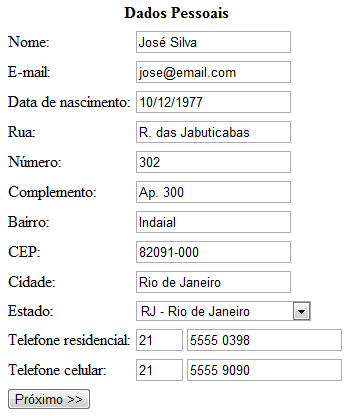 Dados Pessoais
Nome: José Silva
E-mail: jose@email.com
Data de nascimento: 10/12/1977
Rua: R. das Jabuticabas
Número: 302
Complemento: Ap. 300
Bairro: Indaial
CEP: 82091-000
Cidade: Rio de Janeiro
Estado: RJ - Rio de Janeiro
Telefone residencial: 21 5555 0398
Telefone celular: 21 5555 9090
Próximo >>